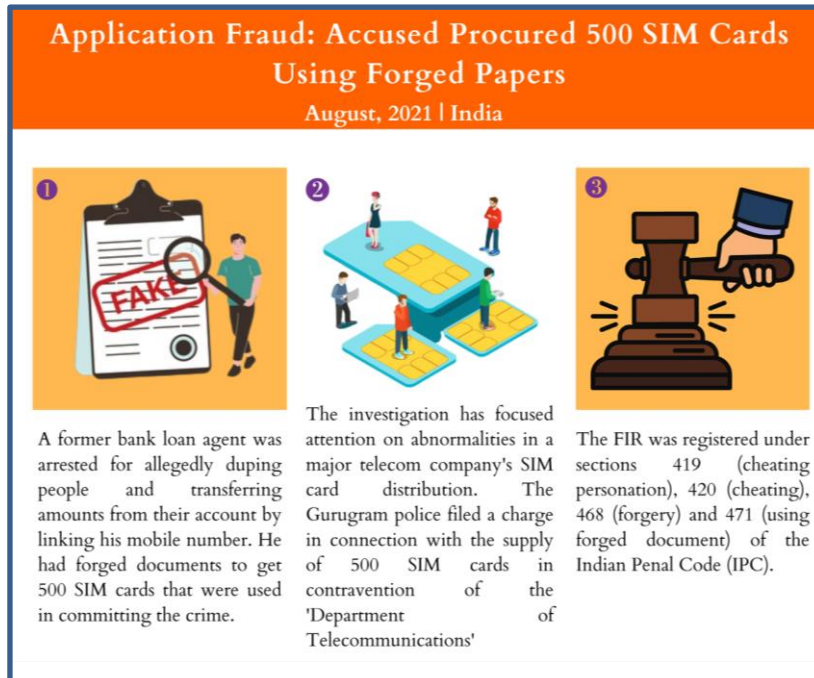 Application Fraud: Accused Procured 500 SIM Cards
Using Forged Papers
August, 2021 | India
1
FAKE
A former bank loan agent was
arrested for allegedly duping
people and transferring
amounts from their account by
linking his mobile number. He
had forged documents to get
500 SIM cards that were used
in committing the crime.
2
The investigation has focused
attention on abnormalities in a
major telecom company's SIM
card distribution. The
Gurugram police filed a charge
in connection with the supply
of 500 SIM cards in
contravention of the
'Department of
Telecommunications'
3
The FIR was registered under
sections 419 (cheating
personation), 420 (cheating),
468 (forgery) and 471 (using
forged document) of the
Indian Penal Code (IPC).